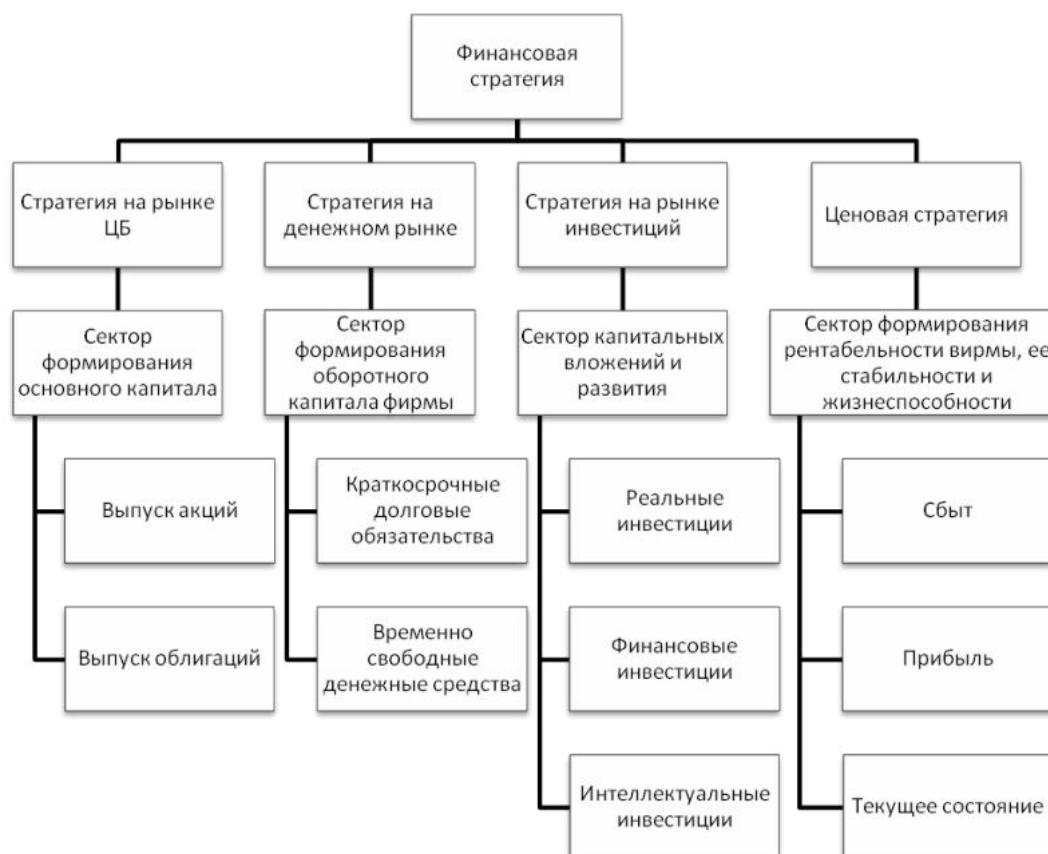 Финансовая
стратегия
Стратегия на рынке
ЦБ
Стратегия на
денежном рынке
Стратегия на рынке
инвестиций
Ценовая стратегия
Сектор
формирования
основного капитала
Сектор
формирования
оборотного
капитала фирмы
Сектор капитальных
вложений и
развития
Сектор формирования
рентабельности вирмы, ее
стабильности и
жизнеспособности
Выпуск акций
Краткосрочные
долговые
обязательства
Реальные
инвестиции
Сбыт
Выпуск облигаций
Временно
свободные
денежные средства
Финансовые
инвестиции
Прибыль
Интеллектуальные
инвестиции
Текущее состояние